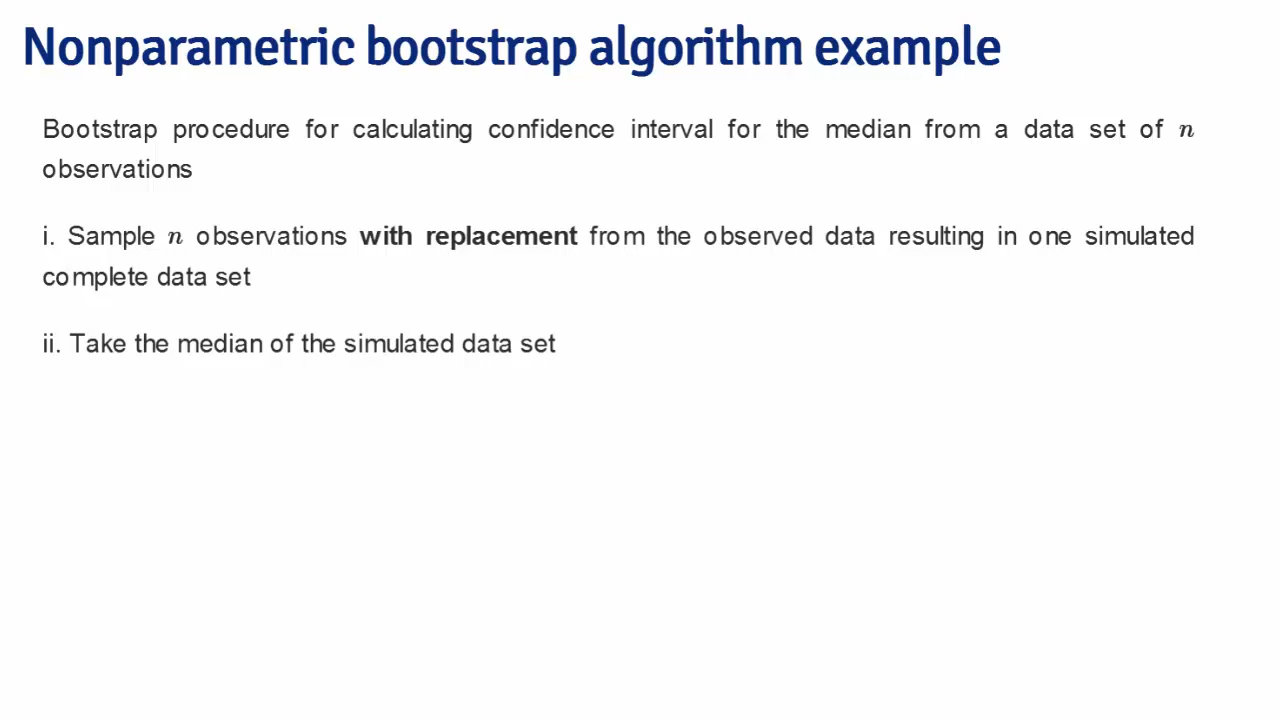 Nonparametric bootstrap algorithm example
Bootstrap procedure for calculating confidence interval for the median from a data set of n
observations
i. Sample n observations with replacement from the observed data resulting in one simulated
complete data set
ii. Take the median of the simulated data set